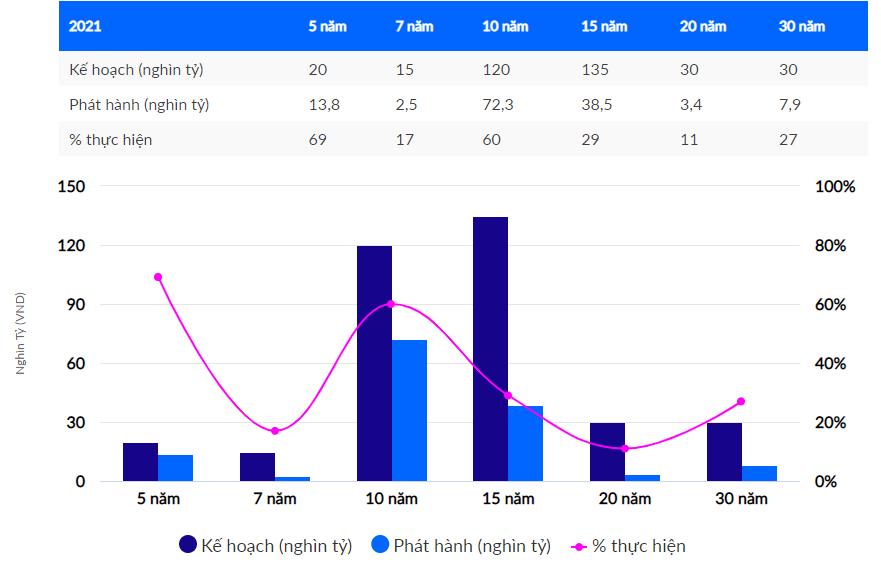 2021 5 năm 7 năm 10 năm 15 năm 20 năm 30 năm
Kế hoạch (nghìn tỷ) 20 15 120 135 30 30
Phát hành (nghìn tỷ) 13,8 2,5 72,3 38,5 3,4 7,9
% thực hiện 69 17 60 29 11 27
150 100%
120 80%
90 60%
60 40%
30 20%
0 0%
Nghìn Tỷ (VND)
5 năm 7 năm 10 năm 15 năm 20 năm 30 năm
Kế hoạch (nghìn tỷ) Phát hành (nghìn tỷ) % thực hiện